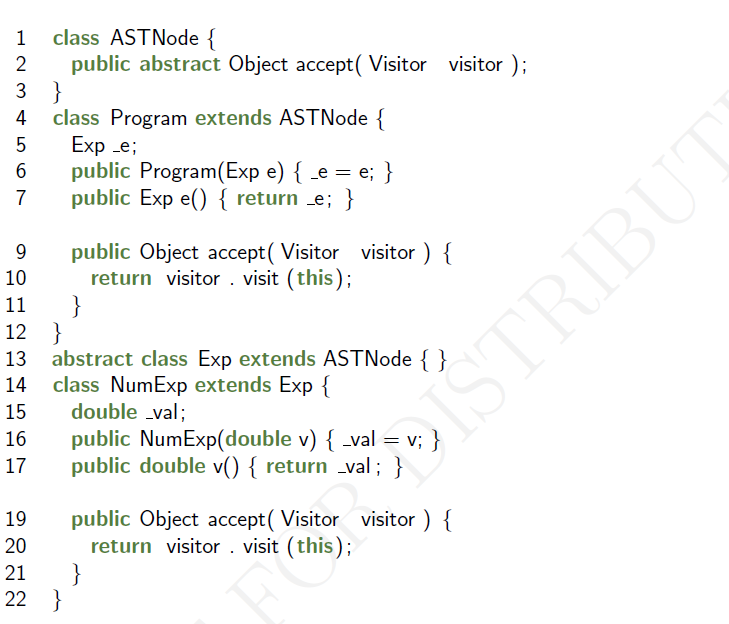 1 class ASTNode {
2 public abstract Object accept( Visitor visitor );
3 }
4 class Program extends ASTNode {
5 Exp _e;
6 public Program(Exp e) { _e = e; }
7 public Exp e() { return _e; }
9 public Object accept( Visitor visitor ) {
10 return visitor . visit (this);
11 }
12 }
13 abstract class Exp extends ASTNode { }
14 class NumExp extends Exp {
15 double _val;
16 public NumExp(double v) { _val = v; }
17 public double v() { return _val ; }
19 public Object accept( Visitor visitor ) {
20 return visitor . visit (this);
21 }
22 }
FOR DISTRIBUT